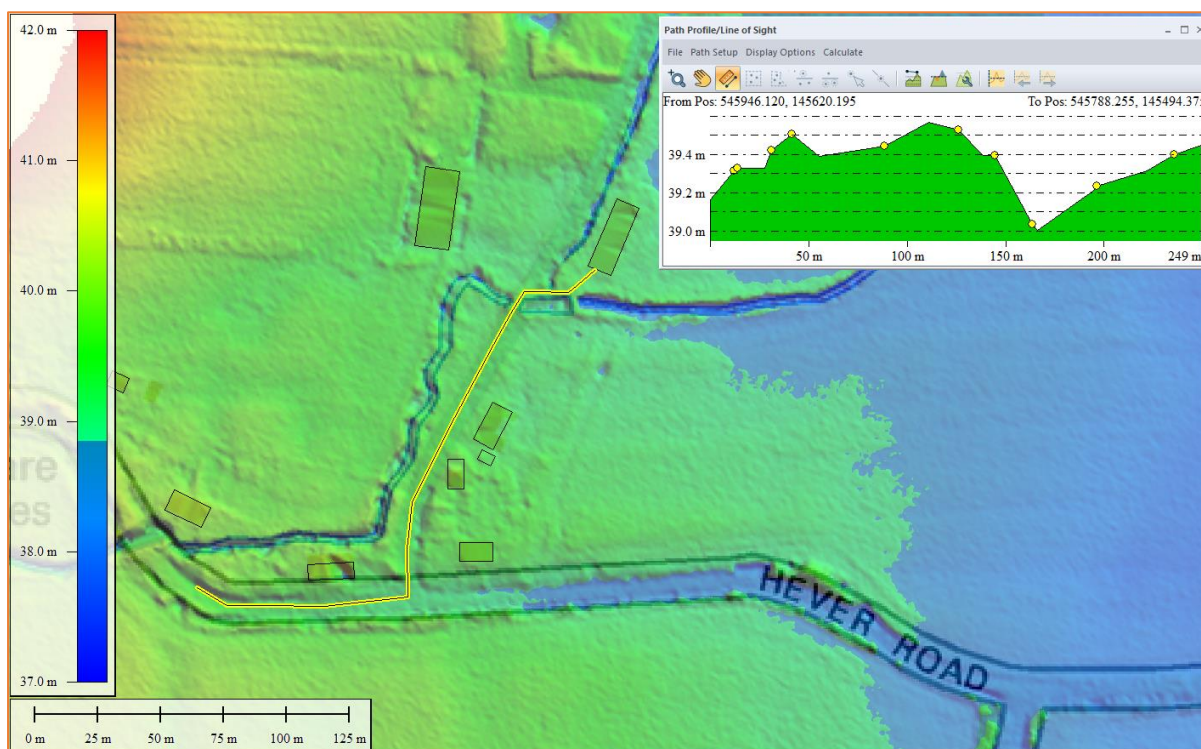 42.0 m
41.0 m
40.0 m
39.0 m
38.0 m
37.0 m
are
es
0 m 25 m 50 m 75 m 100 m 125 m
HEVER ROAD
Path Profile/Line of Sight
File Path Setup Display Options Calculate
From Pos: 545946.120, 145620.195 To Pos: 545788.255, 145494.37
39.4 m
39.2 m
39.0 m
50 m 100 m 150 m 200 m 249 m